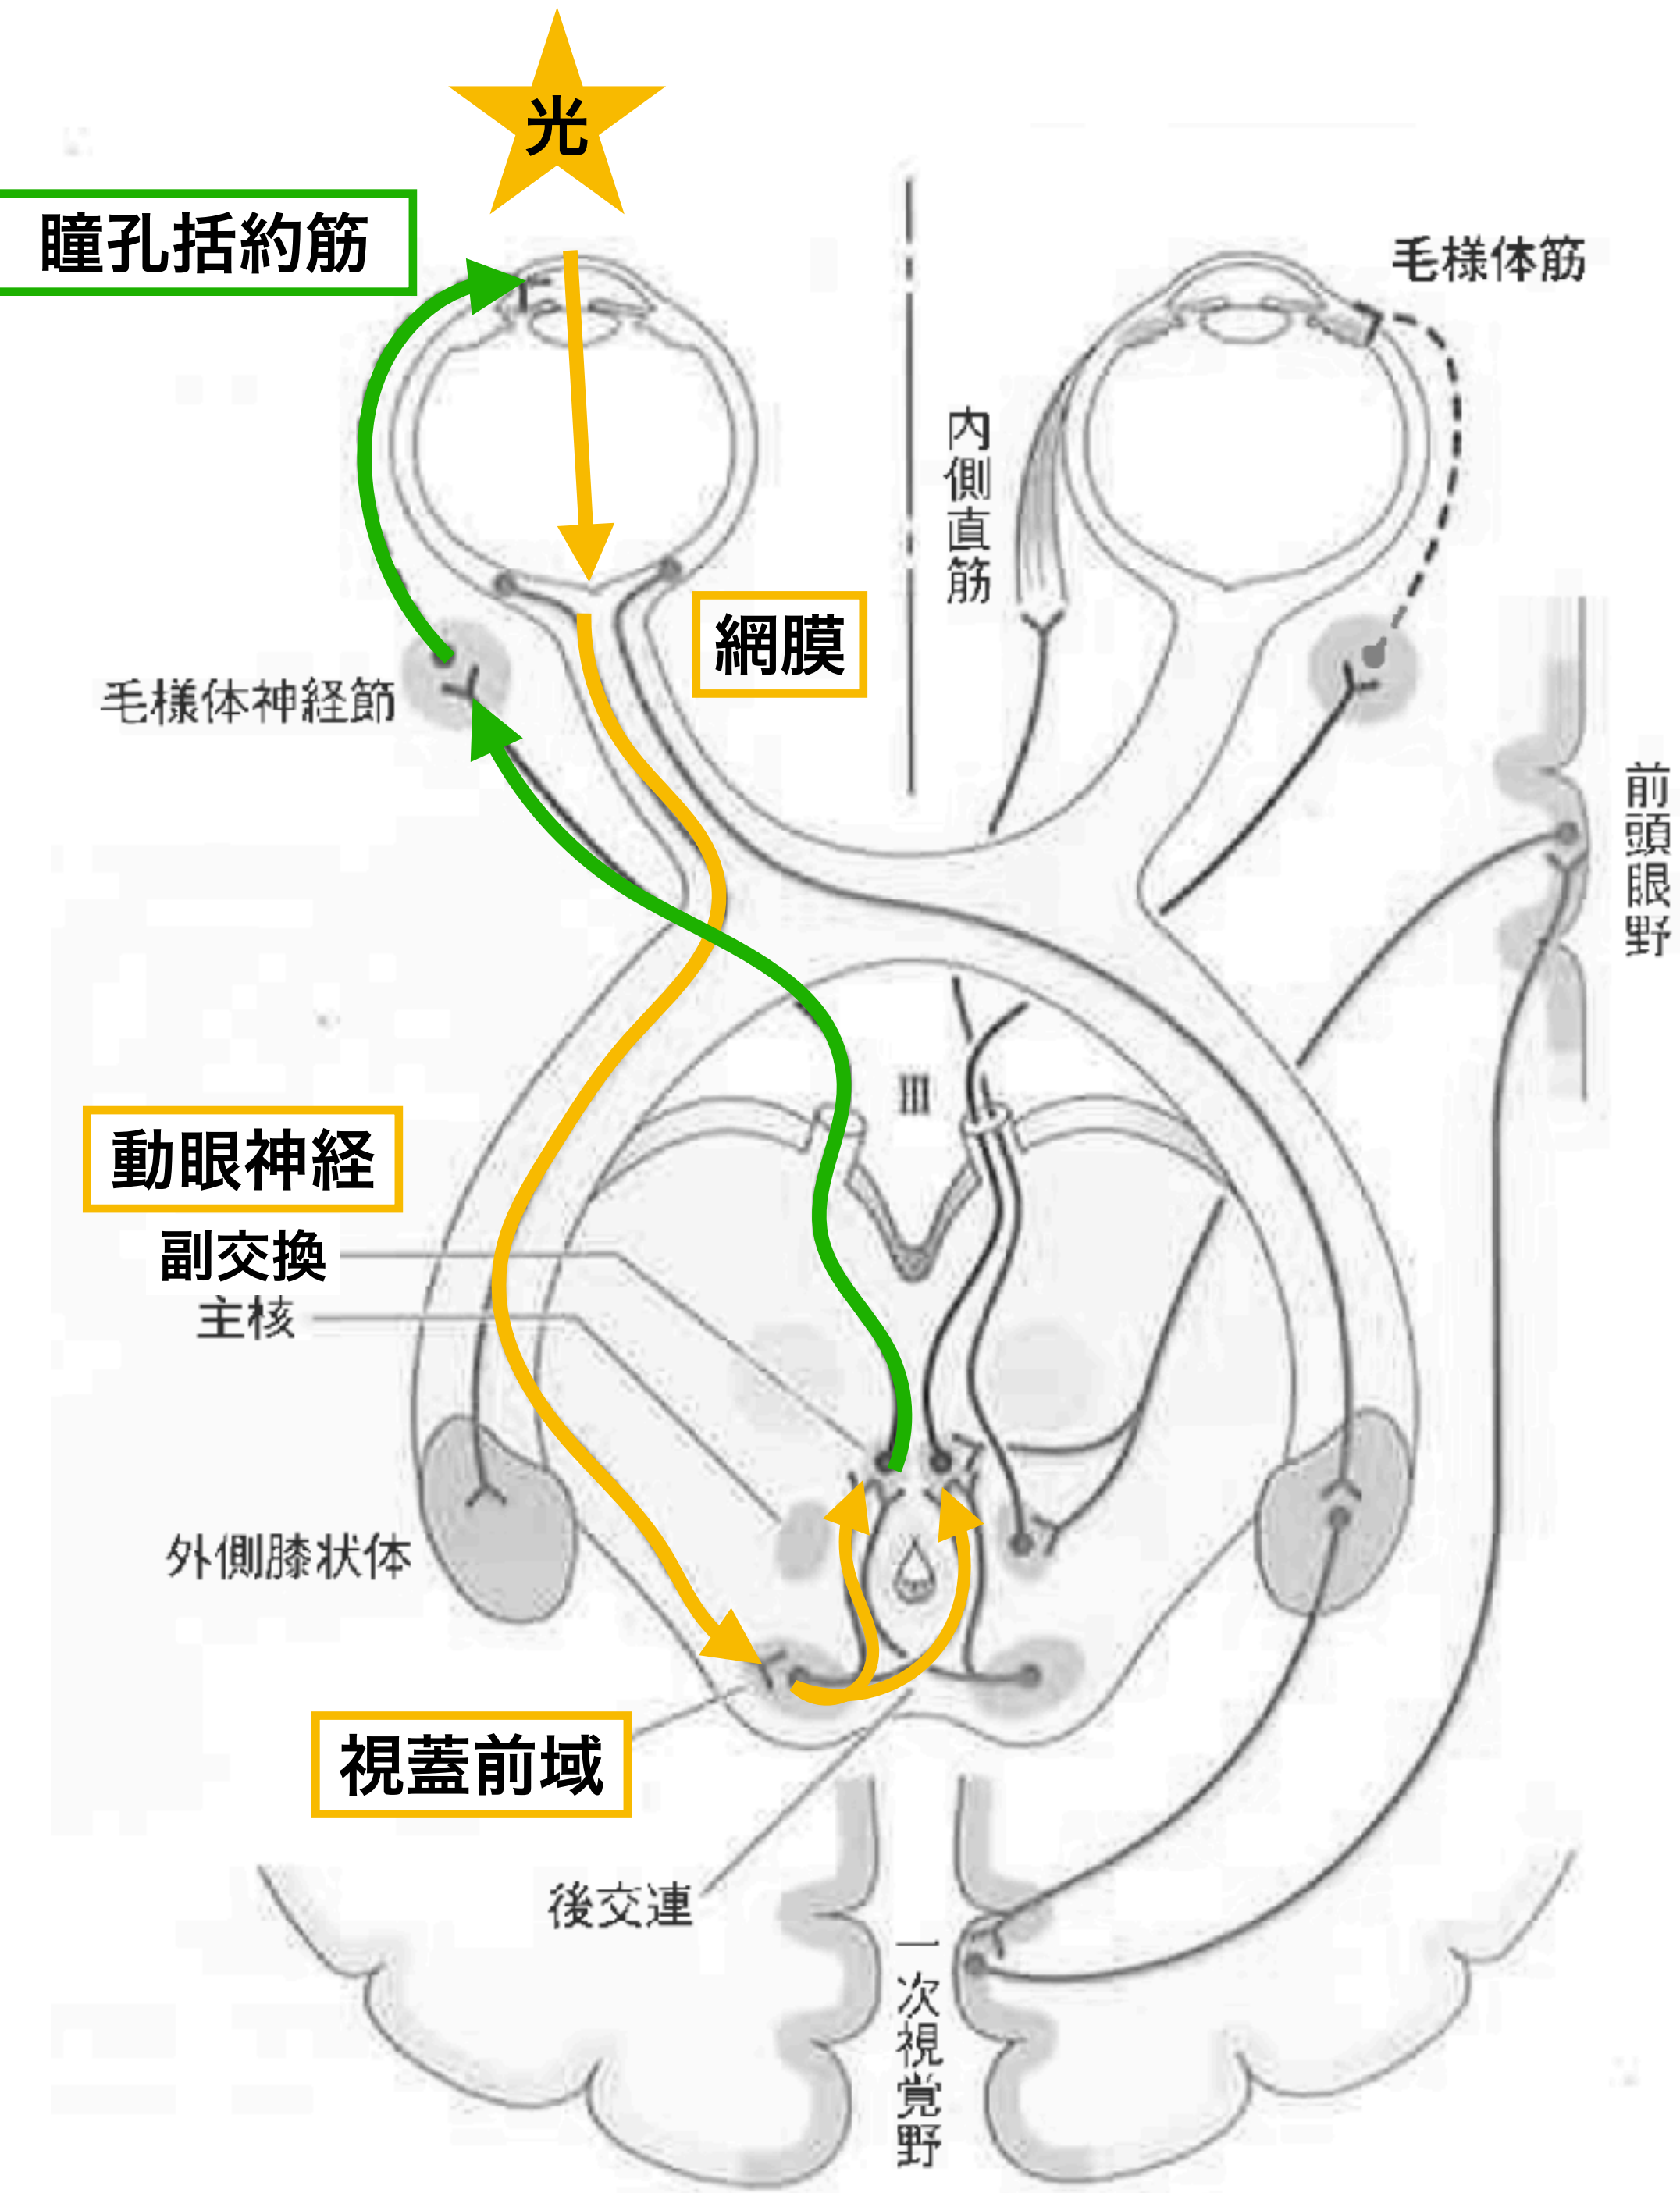 光
瞳孔括約筋
毛様体筋
内側直筋
網膜
毛様体神経節
前頭眼野
III
動眼神経
副交換
主核
外側膝状体
視蓋前域
後交連
一次視覚野